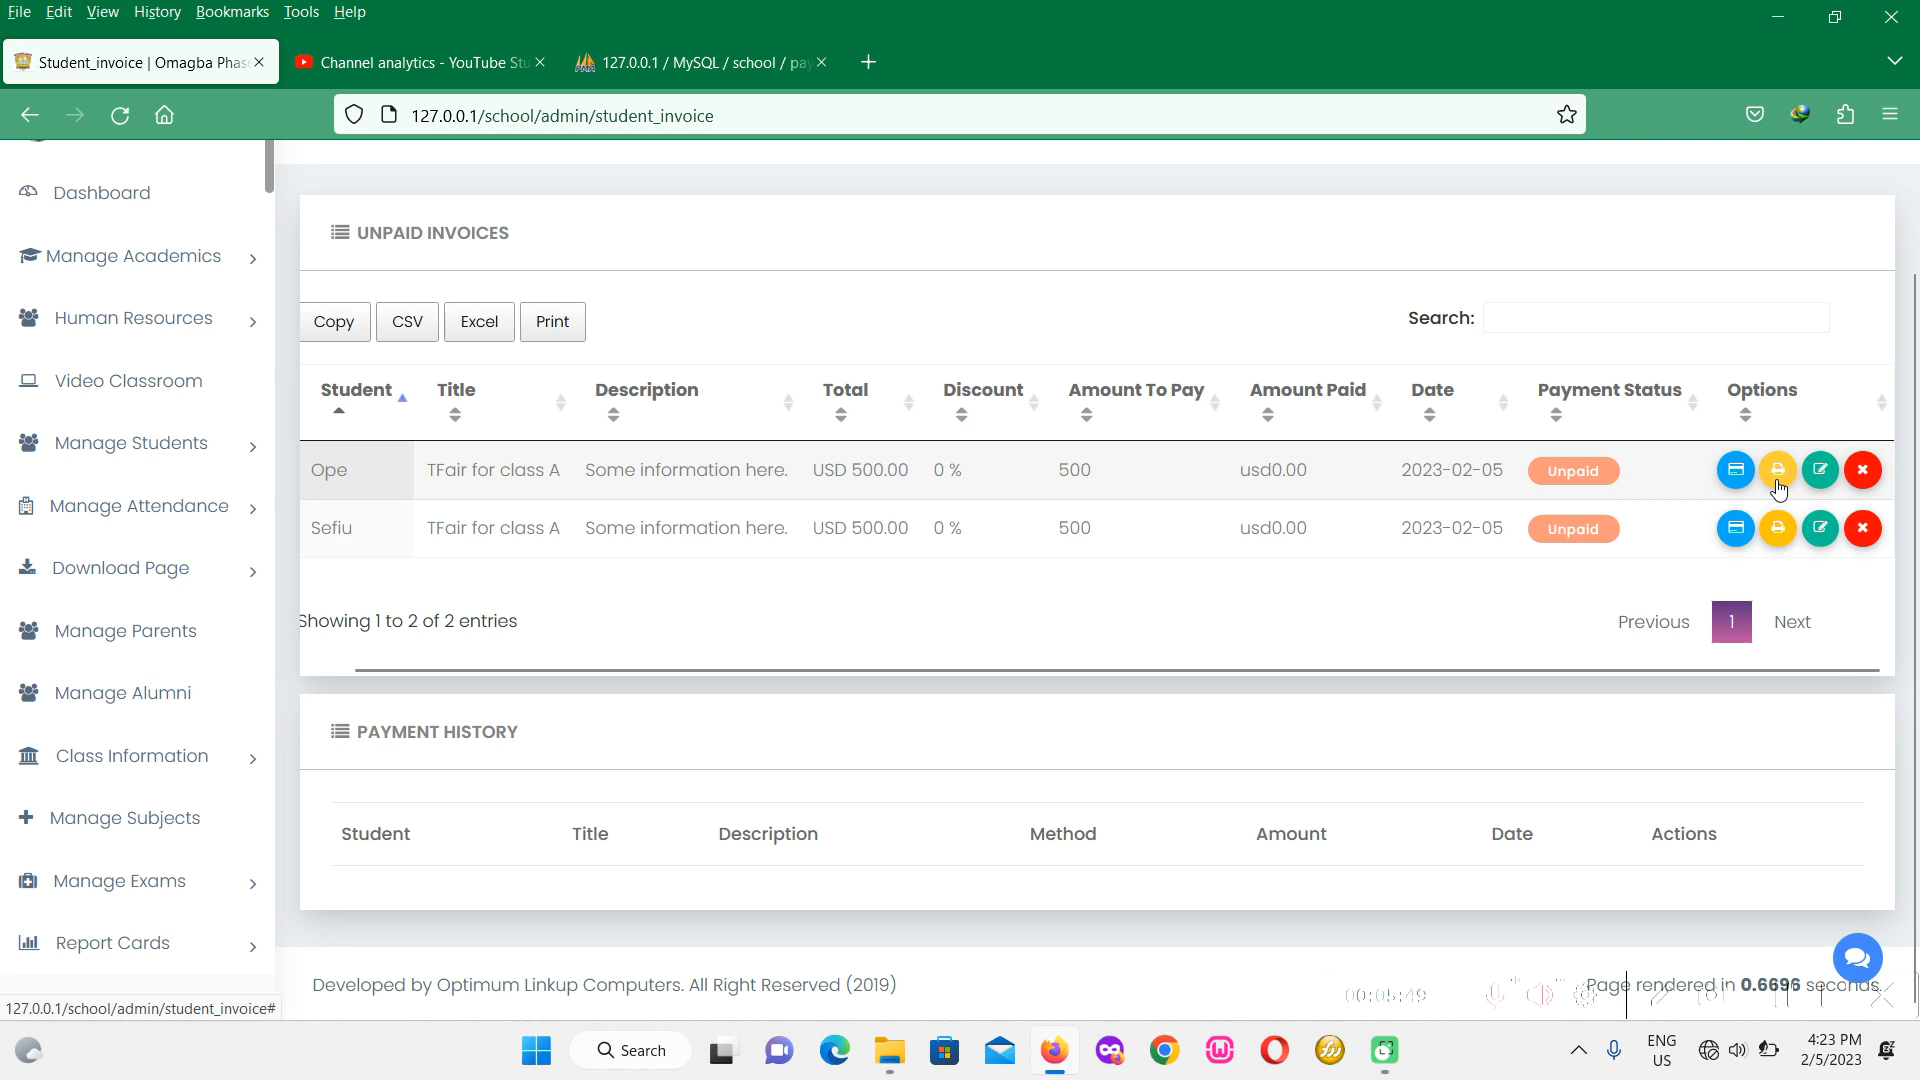 File Edit View History Bookmarks Tools Help
Student_invoice | Omagba Phas
Channel analytics - YouTube Stu
127.0.0.1 / MySQL / school / pay
127.0.0.1/school/admin/student_invoice
Dashboard
Manage Academics
Human Resources
Video Classroom
Manage Students
Manage Attendance
Download Page
Manage Parents
Manage Alumni
Class Information
Manage Subjects
Manage Exams
Report Cards
UNPAID INVOICES
Copy CSV Excel Print
Search:
Student Title Description Total Discount Amount To Pay Amount Paid Date Payment Status Options
Ope TFair for class A Some information here. USD 500.00 0 % 500 usd0.00 2023-02-05 Unpaid
Sefiu TFair for class A Some information here. USD 500.00 0 % 500 usd0.00 2023-02-05 Unpaid
Showing 1 to 2 of 2 entries
Previous 1 Next
PAYMENT HISTORY
Student Title Description Method Amount Date Actions
Developed by Optimum Linkup Computers. All Right Reserved (2019)
00:05:49
Page rendered in 0.6696 seconds.
127.0.0.1/school/admin/student_invoice#
Search
ENG
US
4:23 PM
2/5/2023